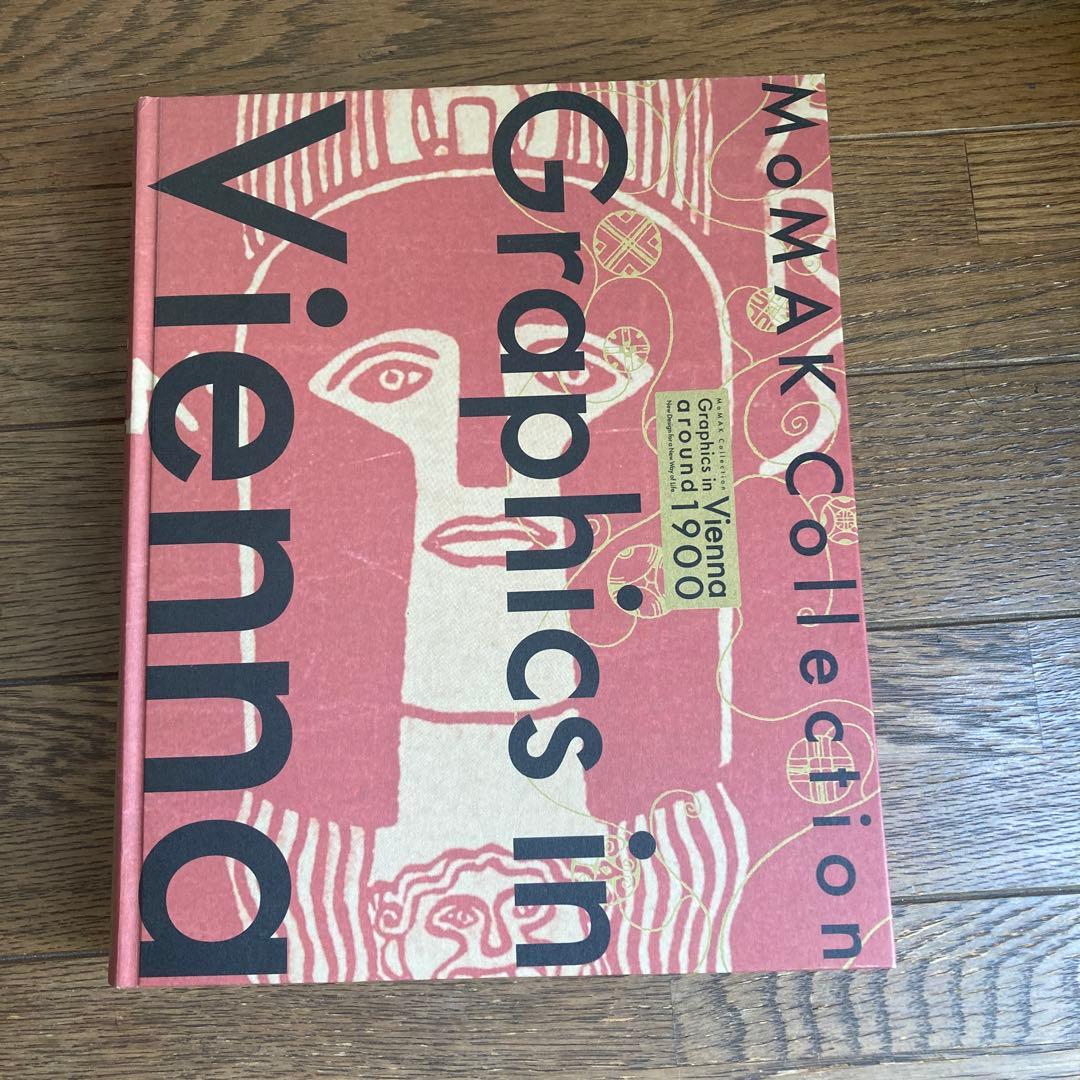 MoMAK Collection
Graphics in
Vienna
MoMAK Collection
Graphics in Vienna
around 1900
New Design for a New Way of Life